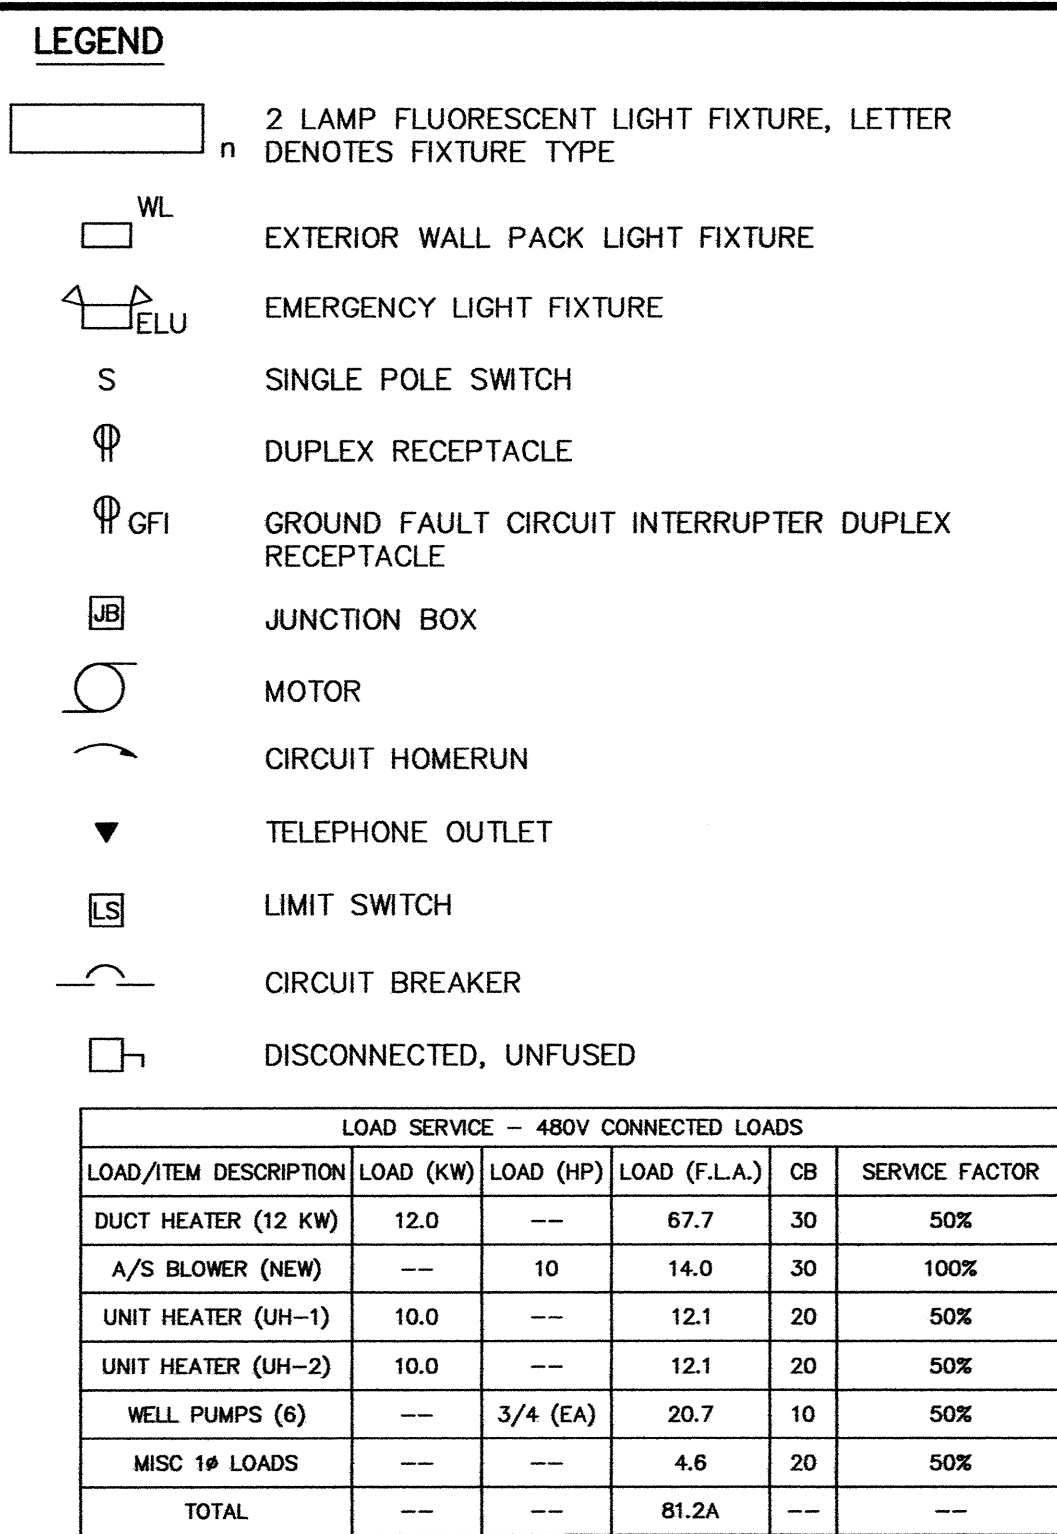 LEGEND
n
2 LAMP FLUORESCENT LIGHT FIXTURE, LETTER
DENOTES FIXTURE TYPE
WL
EXTERIOR WALL PACK LIGHT FIXTURE
ELU
EMERGENCY LIGHT FIXTURE
S SINGLE POLE SWITCH
DUPLEX RECEPTACLE
GFI GROUND FAULT CIRCUIT INTERRUPTER DUPLEX
RECEPTACLE
JB JUNCTION BOX
MOTOR
CIRCUIT HOMERUN
TELEPHONE OUTLET
LS LIMIT SWITCH
CIRCUIT BREAKER
DISCONNECTED, UNFUSED
LOAD SERVICE – 480V CONNECTED LOADS
LOAD/ITEM DESCRIPTION LOAD (KW) LOAD (HP) LOAD (F.L.A.) CB SERVICE FACTOR
DUCT HEATER (12 KW) 12.0 –– 67.7 30 50%
A/S BLOWER (NEW) –– 10 14.0 30 100%
UNIT HEATER (UH–1) 10.0 –– 12.1 20 50%
UNIT HEATER (UH–2) 10.0 –– 12.1 20 50%
WELL PUMPS (6) –– 3/4 (EA) 20.7 10 50%
MISC 1ø LOADS –– –– 4.6 20 50%
TOTAL –– –– 81.2A –– ––